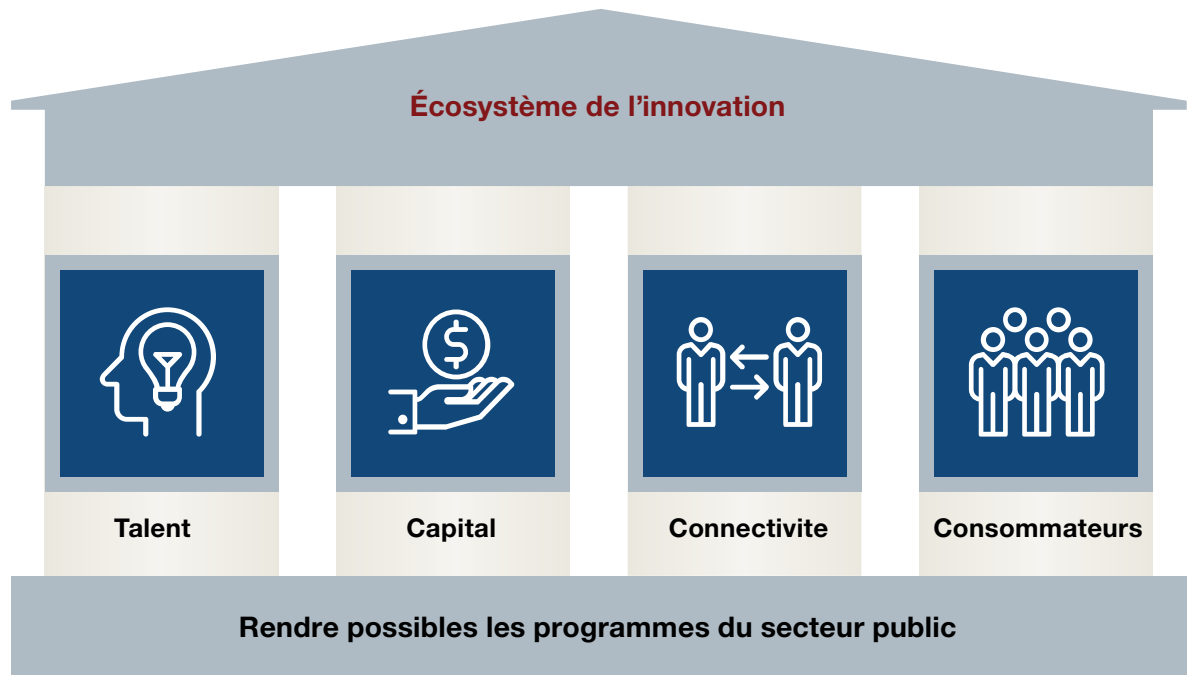 Écosystème de l’innovation
Talent
Capital
Connectivite
Consommateurs
Rendre possibles les programmes du secteur public